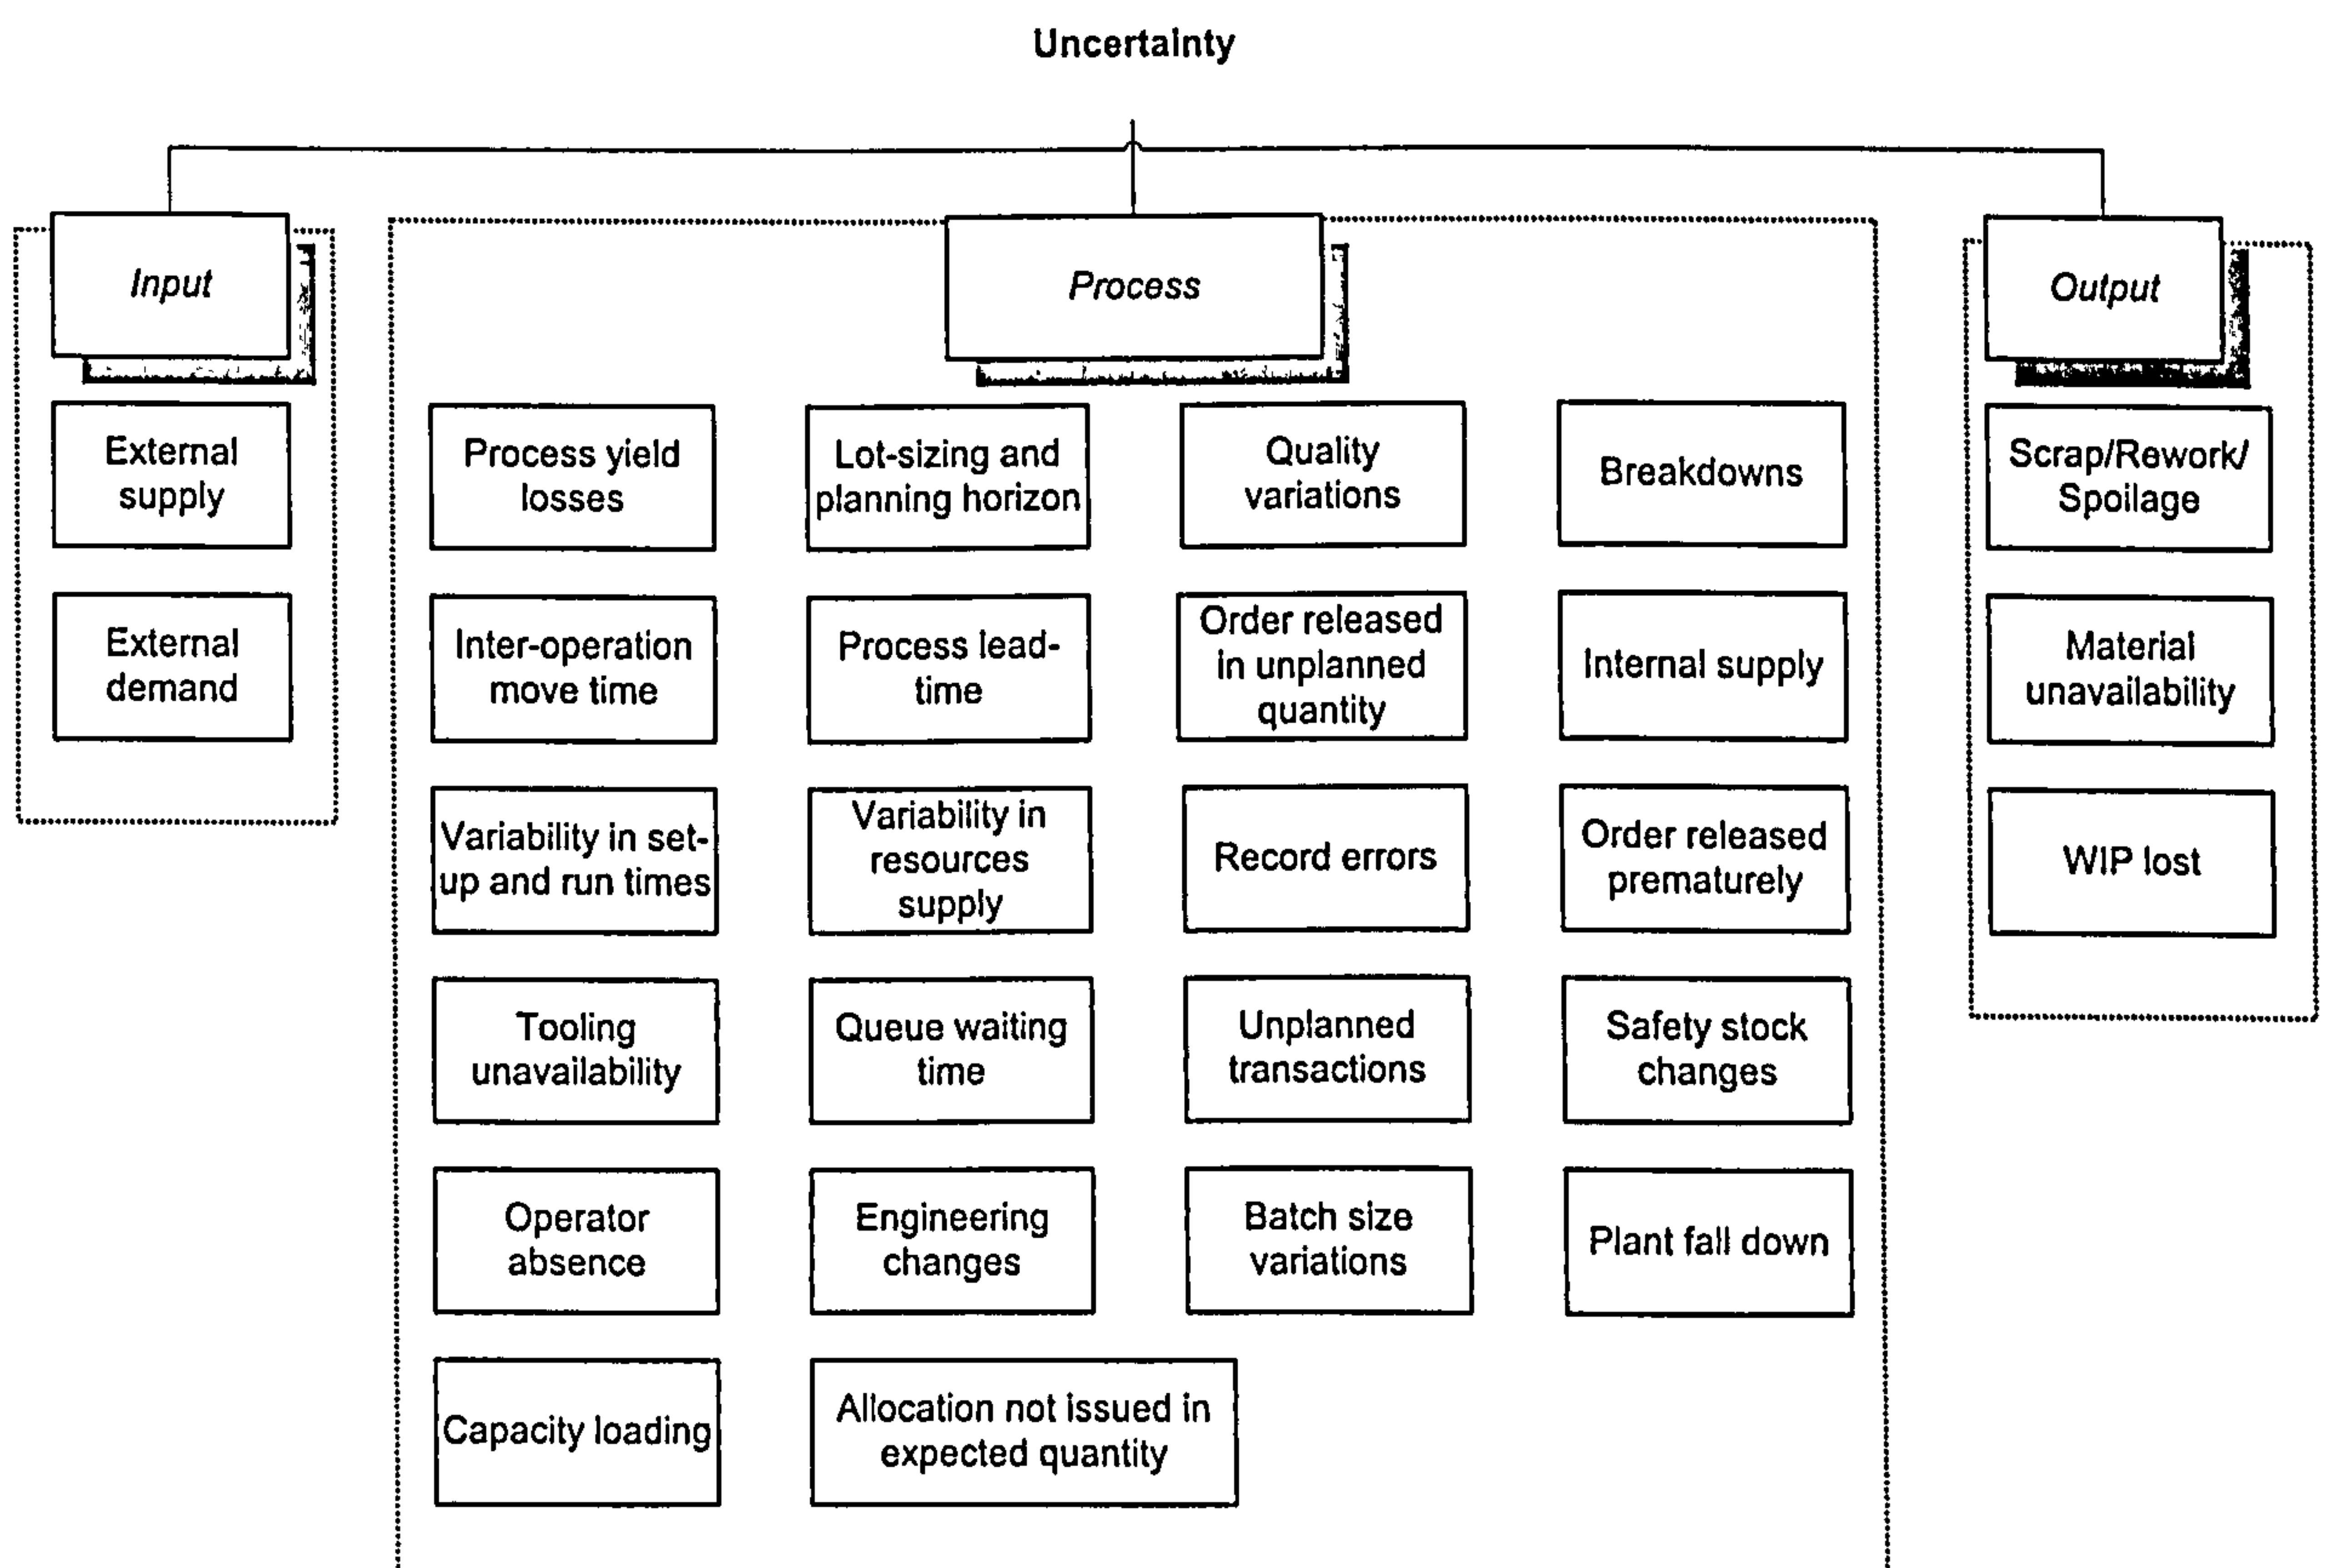 Uncertainty
Input
Process
Output
External
supply
Process yield
losses
Lot-sizing and
planning horizon
Quality
variations
Breakdowns
Scrap/Rework/
Spoilage
External
demand
Inter-operation
move time
Process lead-
time
Order released
in unplanned
quantity
Internal supply
Material
unavailability
Variability in set-
up and run times
Variability in
resources
supply
Record errors
Order released
prematurely
WIP lost
Tooling
unavailability
Queue waiting
time
Unplanned
transactions
Safety stock
changes
Operator
absence
Engineering
changes
Batch size
variations
Plant fall down
Capacity loading
Allocation not issued in
expected quantity